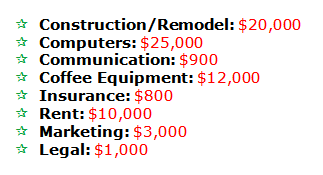 Construction/Remodel: $20,000
Computers: $25,000
Communication: $900
Coffee Equipment: $12,000
Insurance: $800
Rent: $10,000
Marketing: $3,000
Legal: $1,000